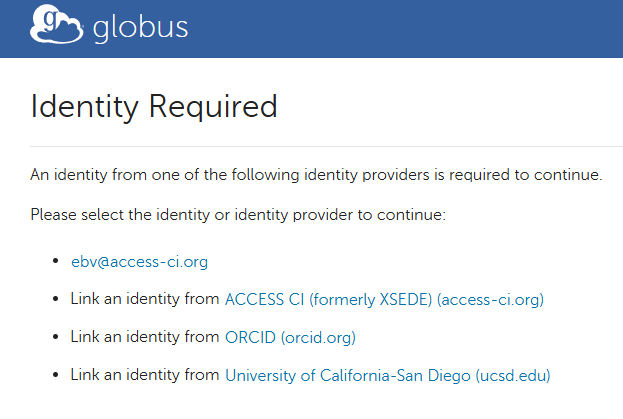 globus
Identity Required
An identity from one of the following identity providers is required to continue.
Please select the identity or identity provider to continue:
• ebv@access-ci.org
• Link an identity from ACCESS CI (formerly XSEDE) (access-ci.org)
• Link an identity from ORCID (orcid.org)
• Link an identity from University of California-San Diego (ucsd.edu)